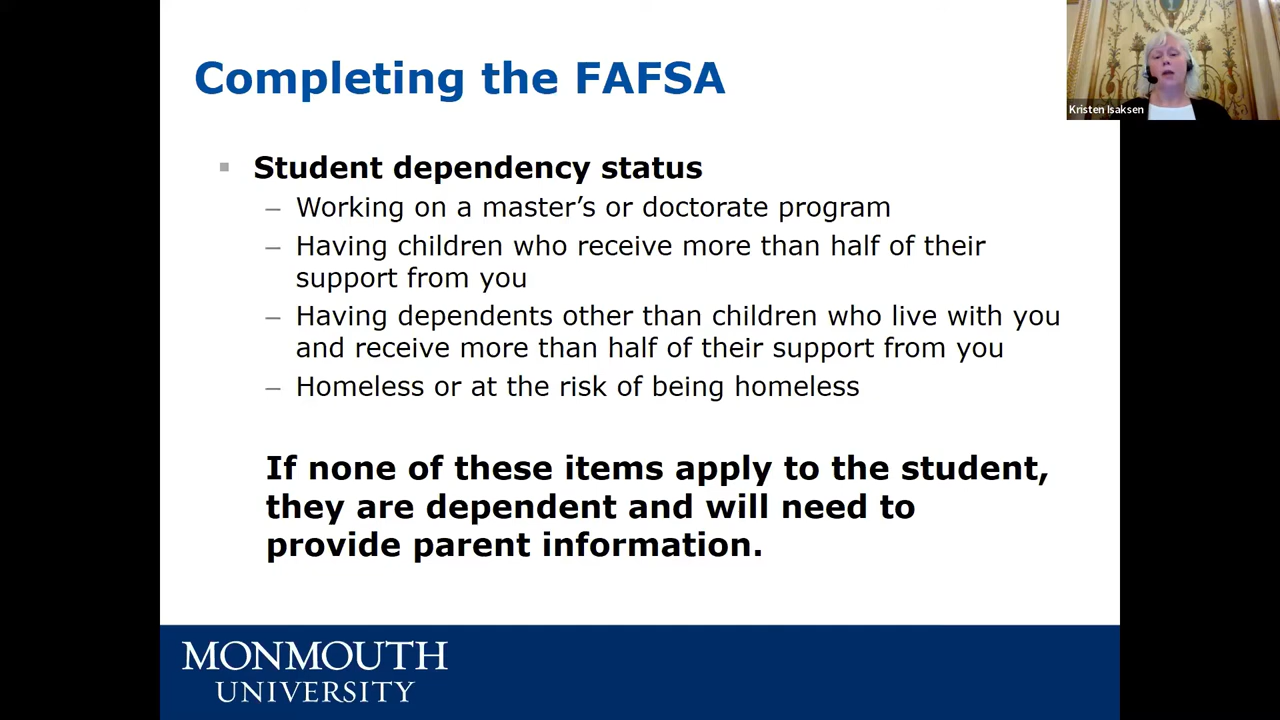 Completing the FAFSA
Kristen Isaksen
▪ Student dependency status
– Working on a master’s or doctorate program
– Having children who receive more than half of their
support from you
– Having dependents other than children who live with you
and receive more than half of their support from you
– Homeless or at the risk of being homeless
If none of these items apply to the student,
they are dependent and will need to
provide parent information.
MONMOUTH
UNIVERSITY